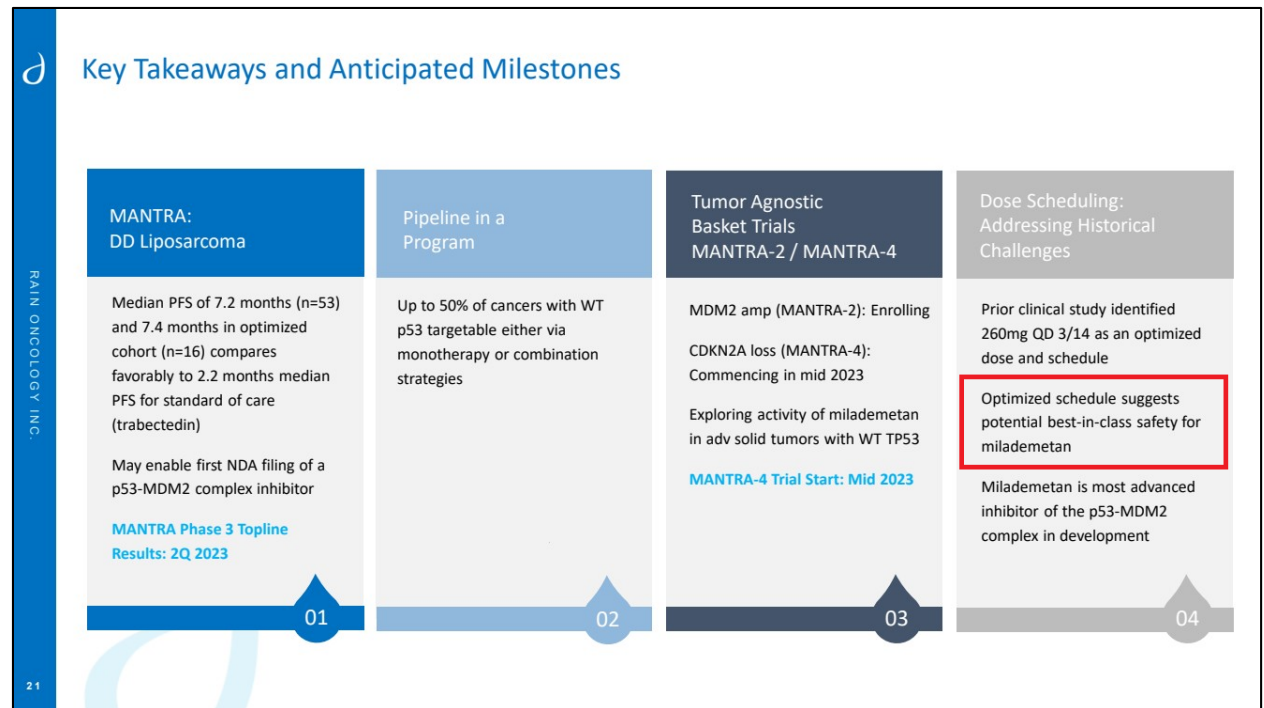 Key Takeaways and Anticipated Milestones
MANTRA:
DD Liposarcoma
Median PFS of 7.2 months (n=53)
and 7.4 months in optimized
cohort (n=16) compares
favorably to 2.2 months median
PFS for standard of care
(trabectedin)
May enable first NDA filing of a
p53-MDM2 complex inhibitor
MANTRA Phase 3 Topline
Results: 2Q 2023
01
Pipeline in a
Program
Up to 50% of cancers with WT
p53 targetable either via
monotherapy or combination
strategies
02
Tumor Agnostic
Basket Trials
MANTRA-2 / MANTRA-4
MDM2 amp (MANTRA-2): Enrolling
CDKN2A loss (MANTRA-4):
Commencing in mid 2023
Exploring activity of milademetan
in adv solid tumors with WT TP53
MANTRA-4 Trial Start: Mid 2023
03
Dose Scheduling:
Addressing Historical
Challenges
Prior clinical study identified
260mg QD 3/14 as an optimized
dose and schedule
Optimized schedule suggests
potential best-in-class safety for
milademetan
Milademetan is most advanced
inhibitor of the p53-MDM2
complex in development
04
RAIN ONCOLOGY INC.
21